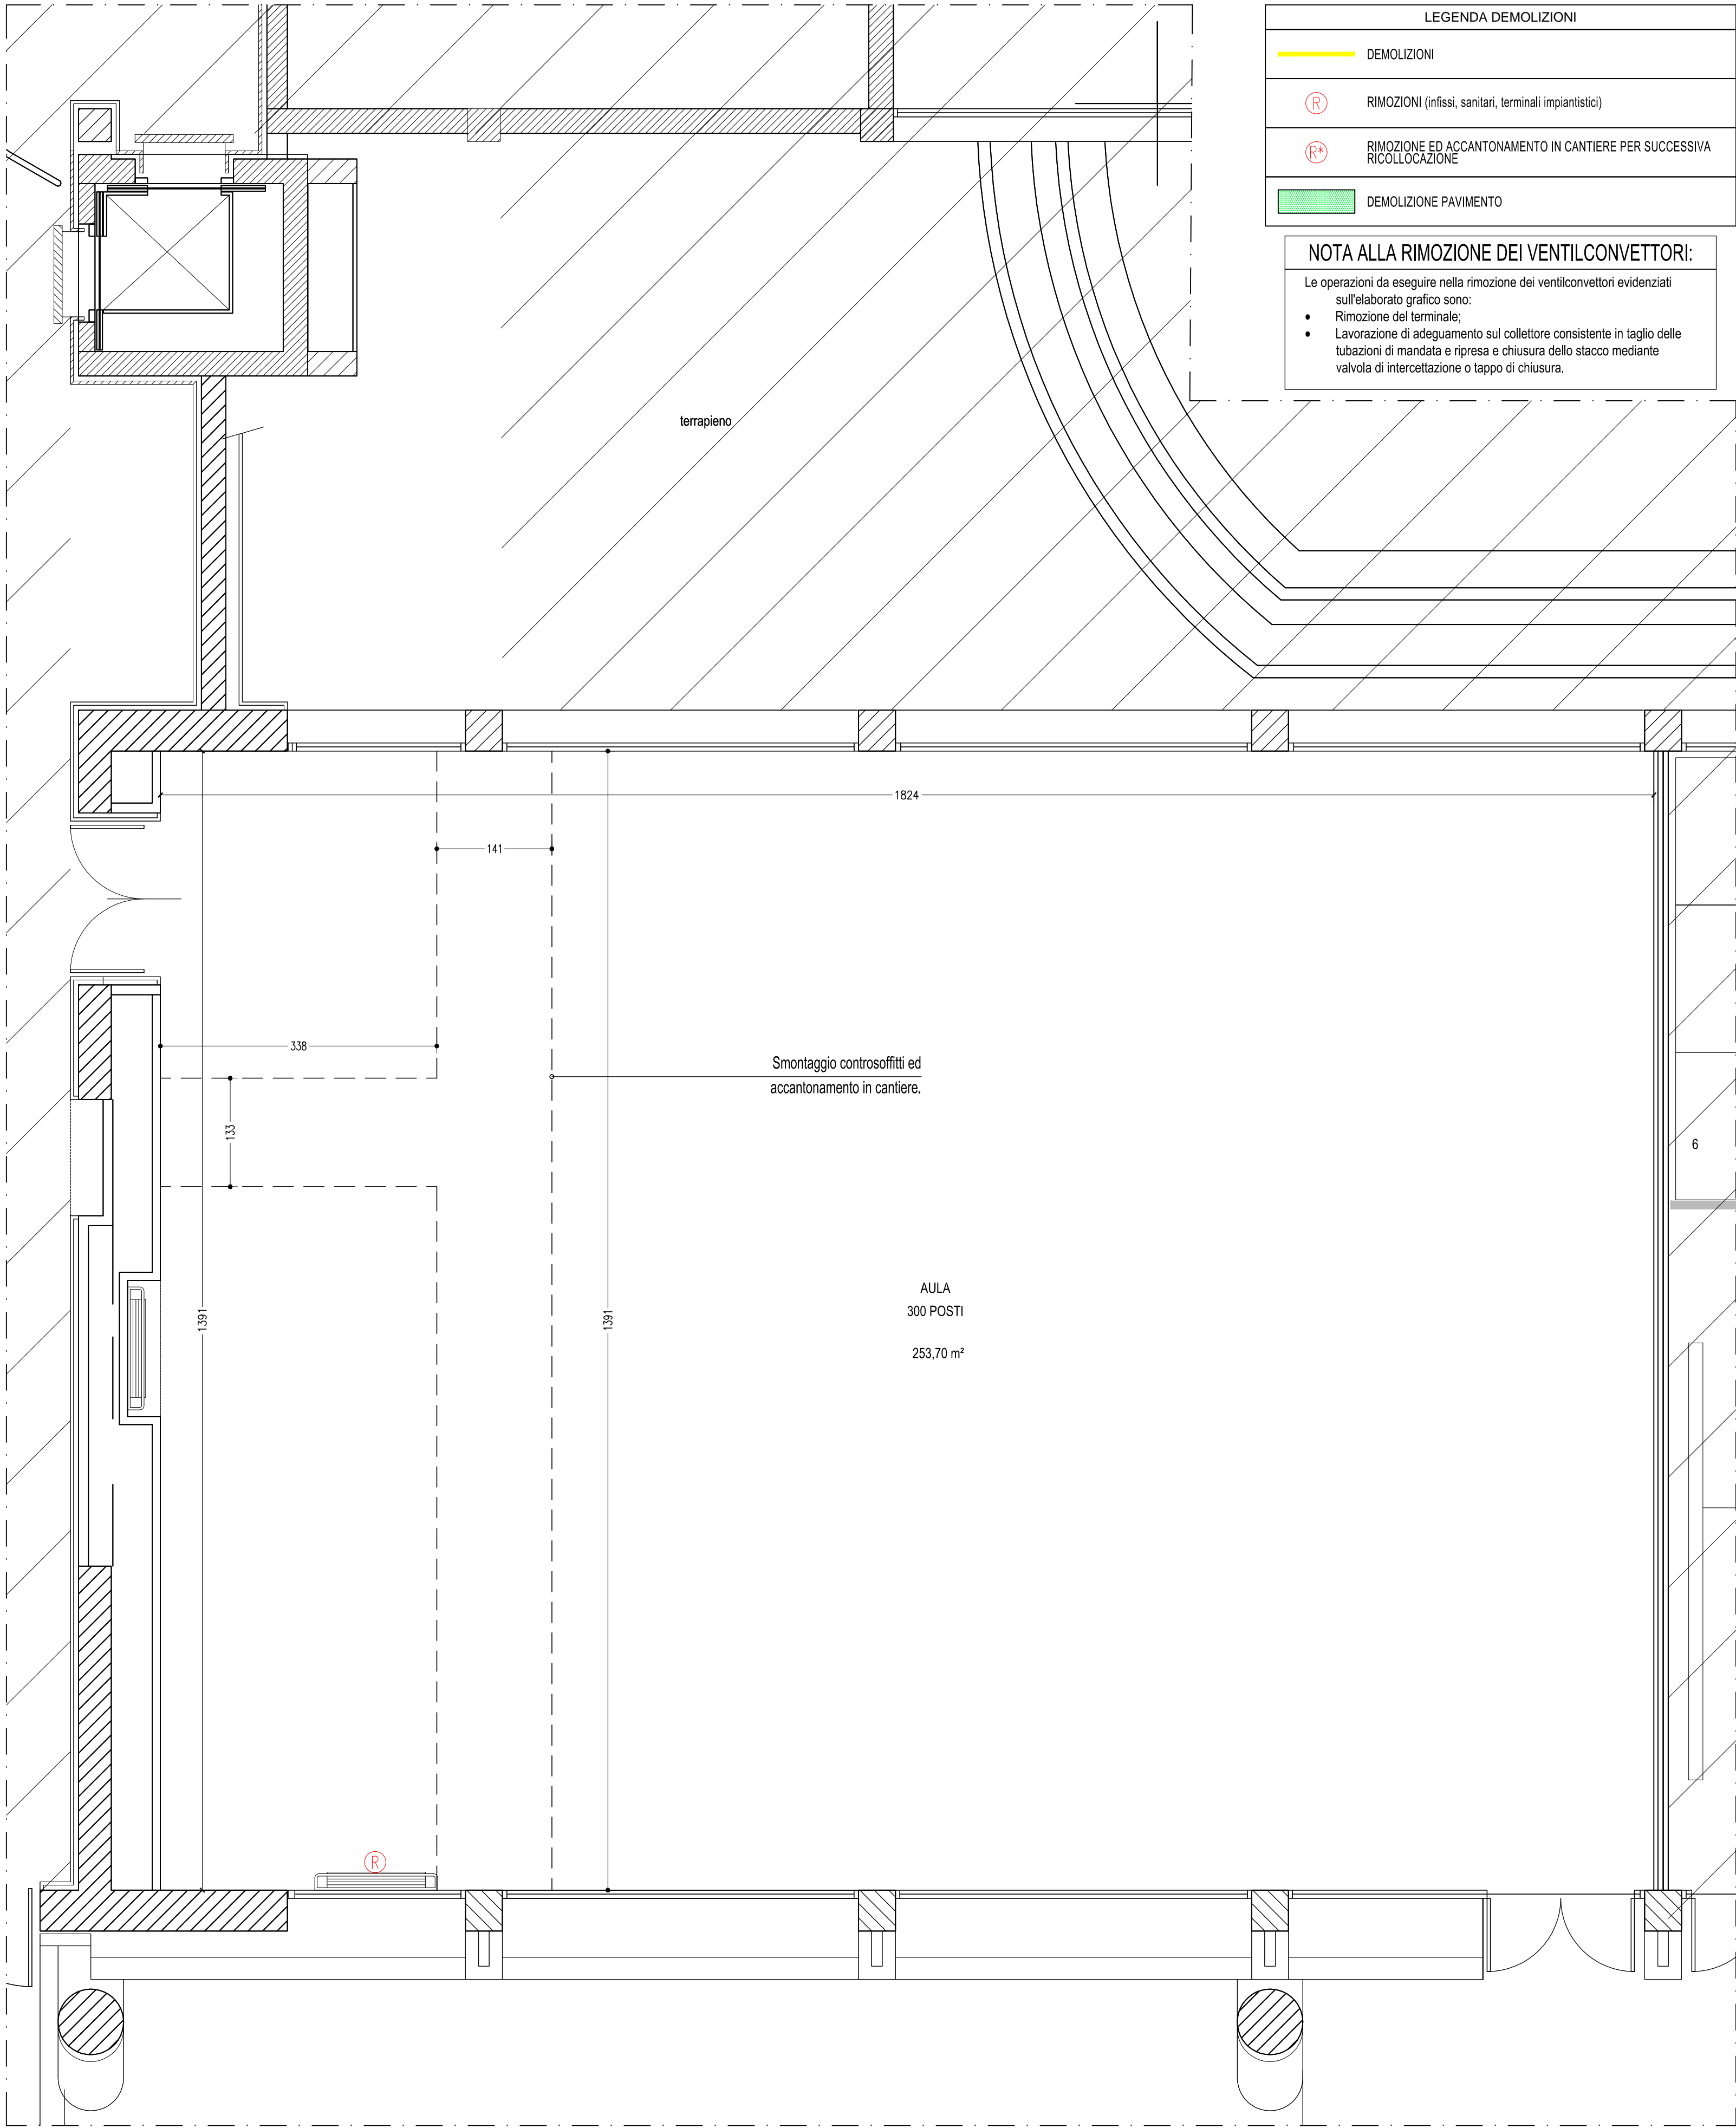 LEGENDA DEMOLIZIONI
DEMOLIZIONI
R
RIMOZIONI (infissi, sanitari, terminali impiantistici)
R*
RIMOZIONE ED ACCANTONAMENTO IN CANTIERE PER SUCCESSIVA
RICOLLOCAZIONE
DEMOLIZIONE PAVIMENTO
NOTA ALLA RIMOZIONE DEI VENTILCONVETTORI:
Le operazioni da eseguire nella rimozione dei ventilconvettori evidenziati
sull'elaborato grafico sono:
• Rimozione del terminale;
• Lavorazione di adeguamento sul collettore consistente in taglio delle
tubazioni di mandata e ripresa e chiusura dello stacco mediante
valvola di intercettazione o tappo di chiusura.
terrapieno
1824
141
338
Smontaggio controsoffitti ed
accantonamento in cantiere.
133
6
AULA
300 POSTI
1391
1391
253,70 m²
R